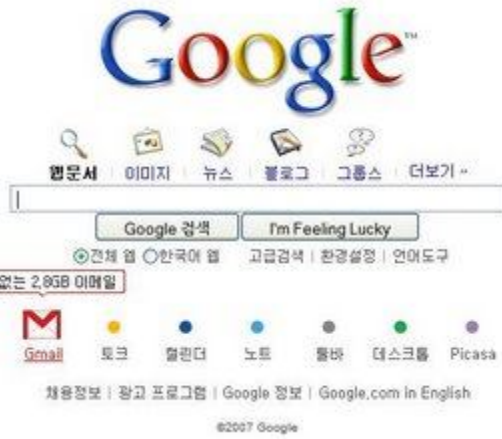 Google™
웹문서 이미지 뉴스 블로그 그룹스 더보기 »
Google 검색 I'm Feeling Lucky
전체 웹 한국어 웹 고급검색 | 환경설정 | 언어도구
없는 2,8GB 이메일
Gmail 토크 캘린더 노트 툴바 데스크톱 Picasa
채용정보 | 광고 프로그램 | Google 정보 | Google.com in English
©2007 Google